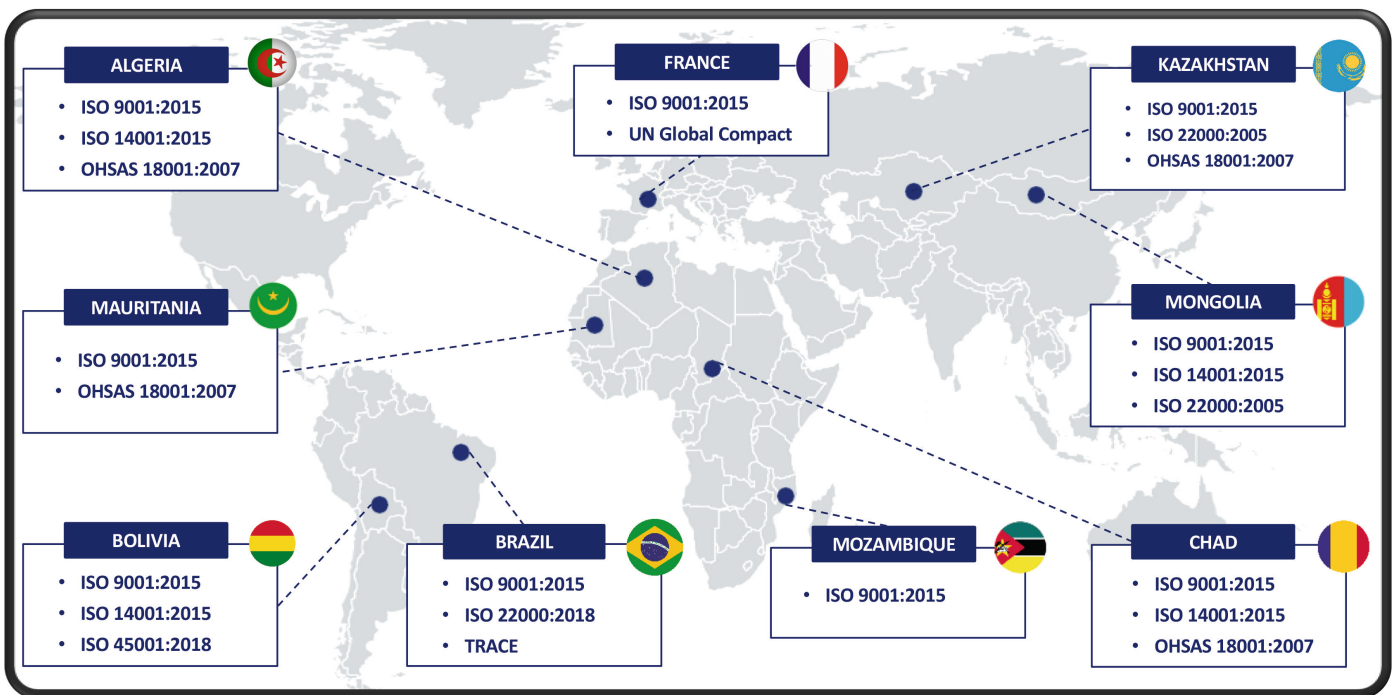 ALGERIA
• ISO 9001:2015
• ISO 14001:2015
• OHSAS 18001:2007
FRANCE
• ISO 9001:2015
• UN Global Compact
KAZAKHSTAN
• ISO 9001:2015
• ISO 22000:2005
• OHSAS 18001:2007
MAURITANIA
• ISO 9001:2015
• OHSAS 18001:2007
MONGOLIA
• ISO 9001:2015
• ISO 14001:2015
• ISO 22000:2005
BOLIVIA
• ISO 9001:2015
• ISO 14001:2015
• ISO 45001:2018
BRAZIL
• ISO 9001:2015
• ISO 22000:2018
• TRACE
MOZAMBIQUE
• ISO 9001:2015
CHAD
• ISO 9001:2015
• ISO 14001:2015
• OHSAS 18001:2007